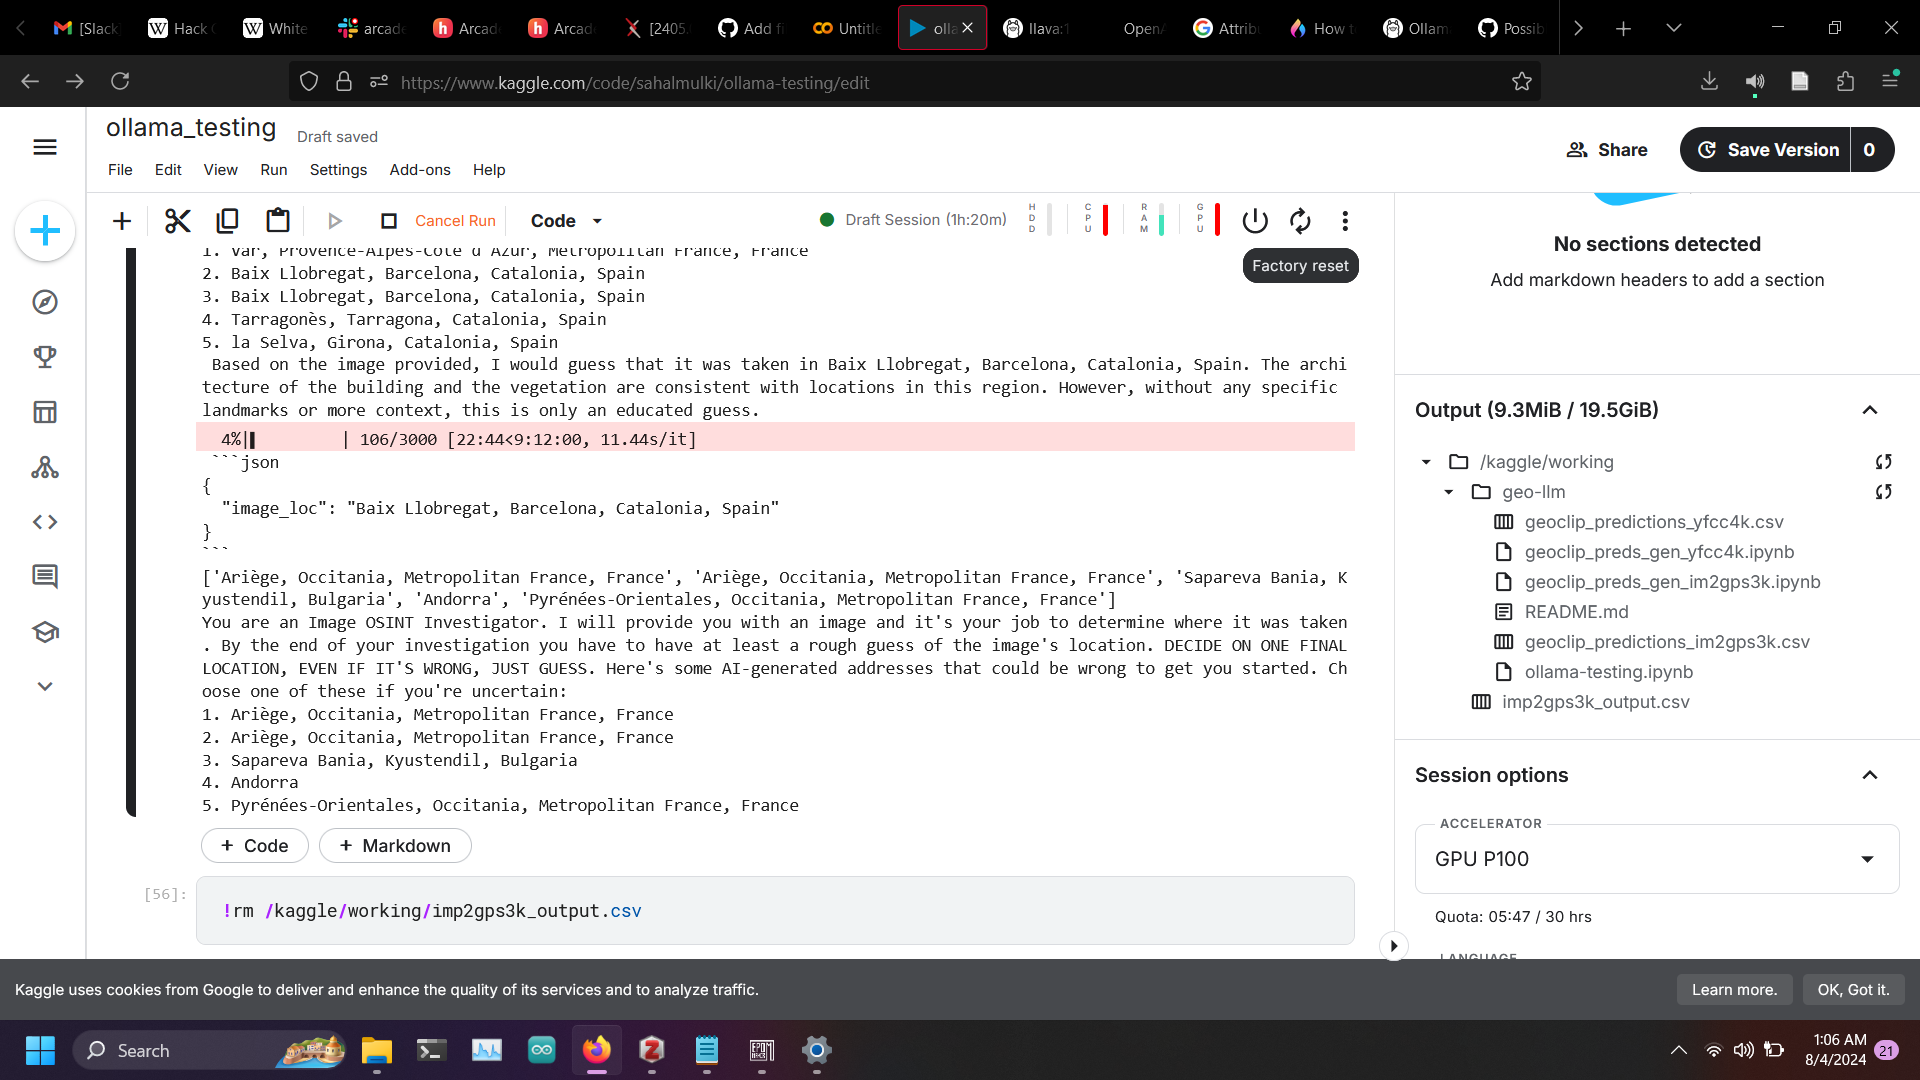 [Slack
Hack
White
arcade
Arcade
Arcade
[2405.
Add fi
Untitle
olla
llava:1
OpenA
Attribu
How t
Ollam
Possib
https://www.kaggle.com/code/sahalmulki/ollama-testing/edit
ollama_testing
Draft saved
File Edit View Run Settings Add-ons Help
Share
Save Version 0
Cancel Run
Code
Draft Session (1h:20m)
HDD
CPU
RAM
GPU
Factory reset
1. Var, Provence-Alpes-Côte d'Azur, Metropolitan France, France
2. Baix Llobregat, Barcelona, Catalonia, Spain
3. Baix Llobregat, Barcelona, Catalonia, Spain
4. Tarragonès, Tarragona, Catalonia, Spain
5. la Selva, Girona, Catalonia, Spain
Based on the image provided, I would guess that it was taken in Baix Llobregat, Barcelona, Catalonia, Spain. The archi
tecture of the building and the vegetation are consistent with locations in this region. However, without any specific
landmarks or more context, this is only an educated guess.
4%|▌ | 106/3000 [22:44<9:12:00, 11.44s/it]
```json
{
"image_loc": "Baix Llobregat, Barcelona, Catalonia, Spain"
}
```
['Ariège, Occitania, Metropolitan France, France', 'Ariège, Occitania, Metropolitan France, France', 'Sapareva Bania, K
yustendil, Bulgaria', 'Andorra', 'Pyrénées-Orientales, Occitania, Metropolitan France, France']
You are an Image OSINT Investigator. I will provide you with an image and it's your job to determine where it was taken
. By the end of your investigation you have to have at least a rough guess of the image's location. DECIDE ON ONE FINAL
LOCATION, EVEN IF IT'S WRONG, JUST GUESS. Here's some AI-generated addresses that could be wrong to get you started. Ch
oose one of these if you're uncertain:
1. Ariège, Occitania, Metropolitan France, France
2. Ariège, Occitania, Metropolitan France, France
3. Sapareva Bania, Kyustendil, Bulgaria
4. Andorra
5. Pyrénées-Orientales, Occitania, Metropolitan France, France
+ Code
+ Markdown
[56]:
!rm /kaggle/working/imp2gps3k_output.csv
No sections detected
Add markdown headers to add a section
Output (9.3MiB / 19.5GiB)
/kaggle/working
geo-llm
geoclip_predictions_yfcc4k.csv
geoclip_preds_gen_yfcc4k.ipynb
geoclip_preds_gen_im2gps3k.ipynb
README.md
geoclip_predictions_im2gps3k.csv
ollama-testing.ipynb
imp2gps3k_output.csv
Session options
ACCELERATOR
GPU P100
Quota: 05:47 / 30 hrs
LANGUAGE
Kaggle uses cookies from Google to deliver and enhance the quality of its services and to analyze traffic.
Learn more.
OK, Got it.
Search
1:06 AM
8/4/2024
21